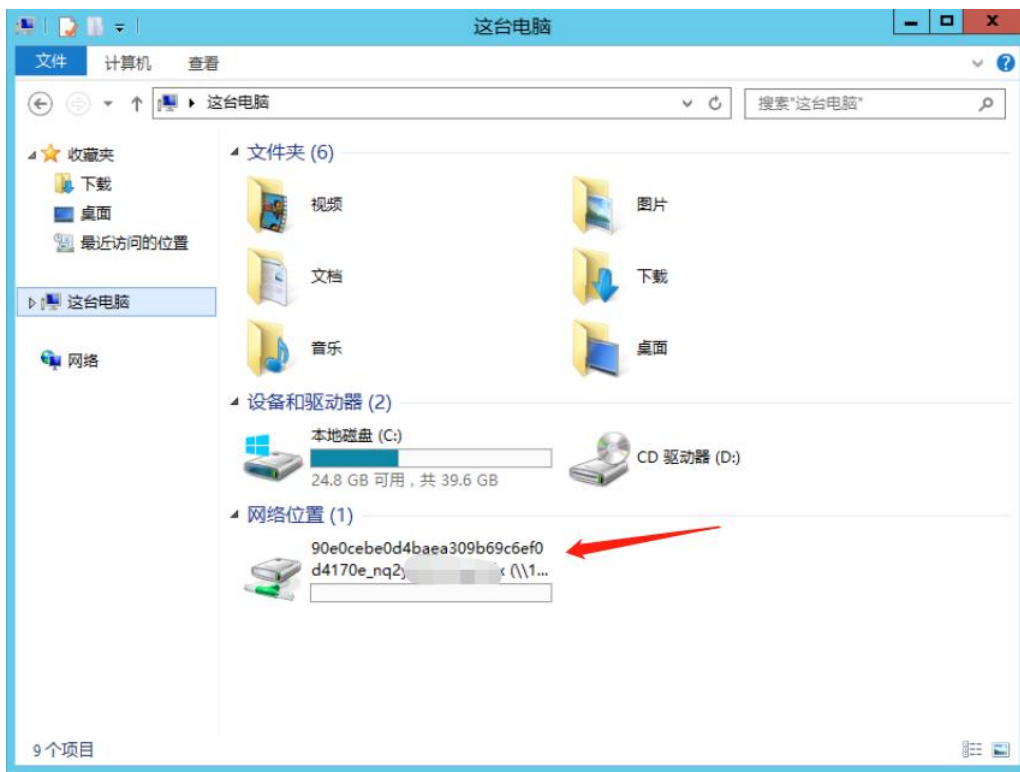 这台电脑
文件 计算机 查看
这台电脑
搜索"这台电脑"
收藏夹
下载
桌面
最近访问的位置
这台电脑
网络
文件夹 (6)
视频
图片
文档
下载
音乐
桌面
设备和驱动器 (2)
本地磁盘 (C:)
24.8 GB 可用，共 39.6 GB
CD 驱动器 (D:)
网络位置 (1)
90e0cebe0d4baea309b69c6ef0
d4170e_nq2 (\\1...
9 个项目